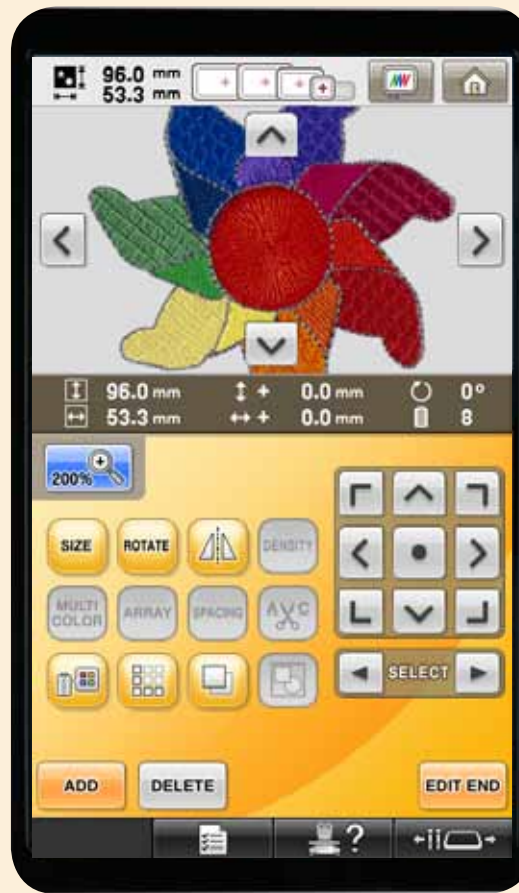 96.0 mm
53.3 mm
96.0 mm + 0.0 mm 0°
53.3 mm + 0.0 mm 8
200%
SIZE ROTATE DENSITY
MULTI COLOR ARRAY SPACING A C
SELECT
ADD DELETE EDIT END
?